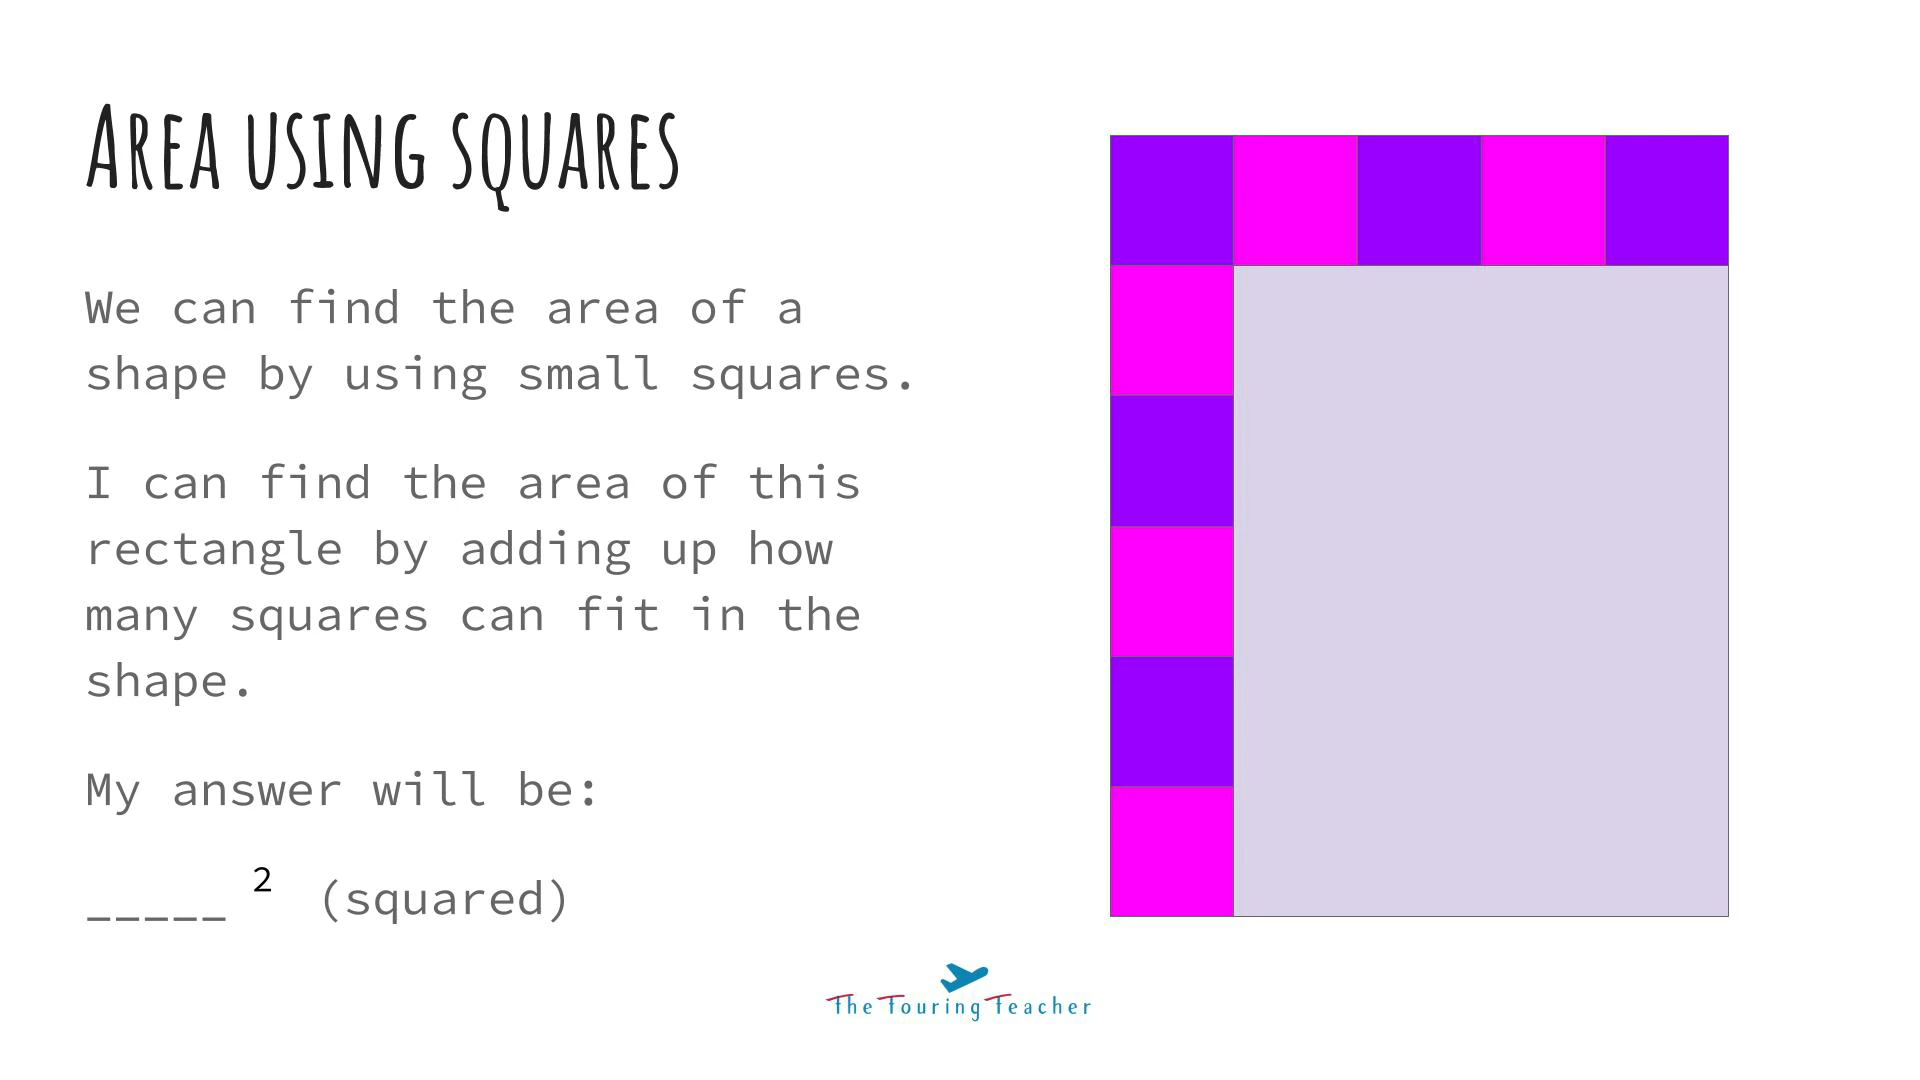 Area using squares
We can find the area of a
shape by using small squares.
I can find the area of this
rectangle by adding up how
many squares can fit in the
shape.
My answer will be:
_____ ² (squared)
The Touring Teacher